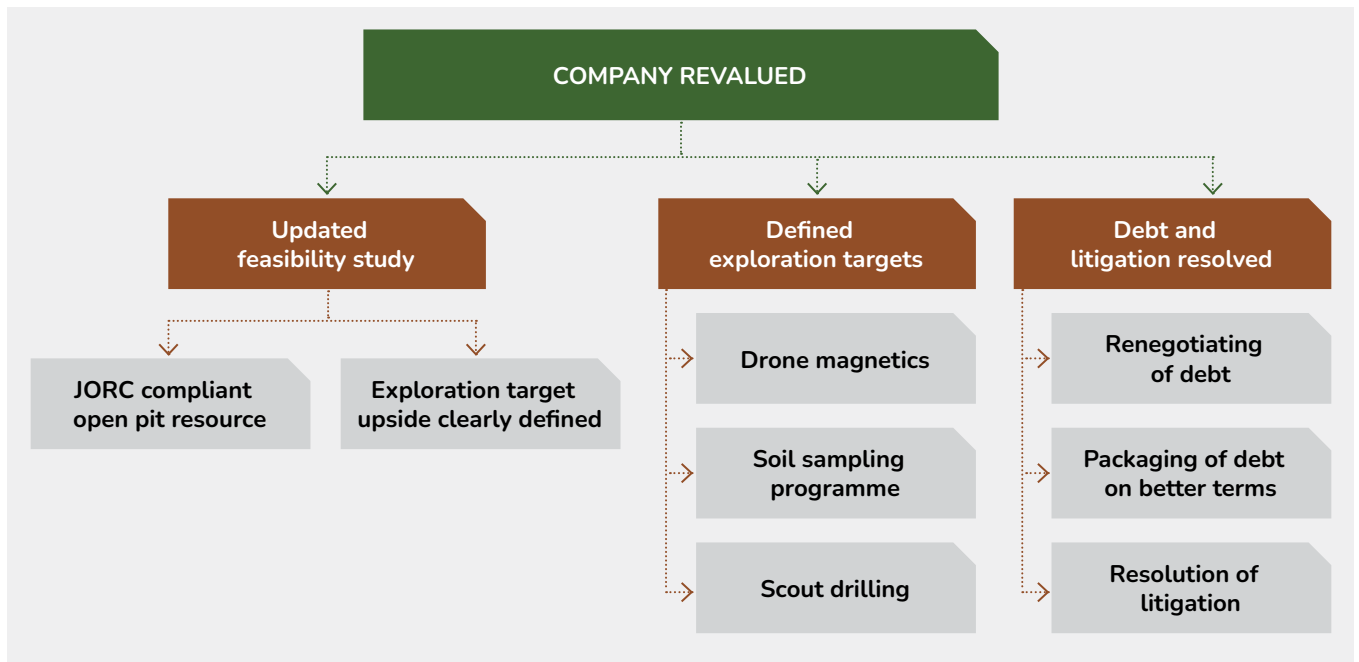 COMPANY REVALUED
Updated
feasibility study
JORC compliant
open pit resource
Exploration target
upside clearly defined
Defined
exploration targets
Drone magnetics
Soil sampling
programme
Scout drilling
Debt and
litigation resolved
Renegotiating
of debt
Packaging of debt
on better terms
Resolution of
litigation